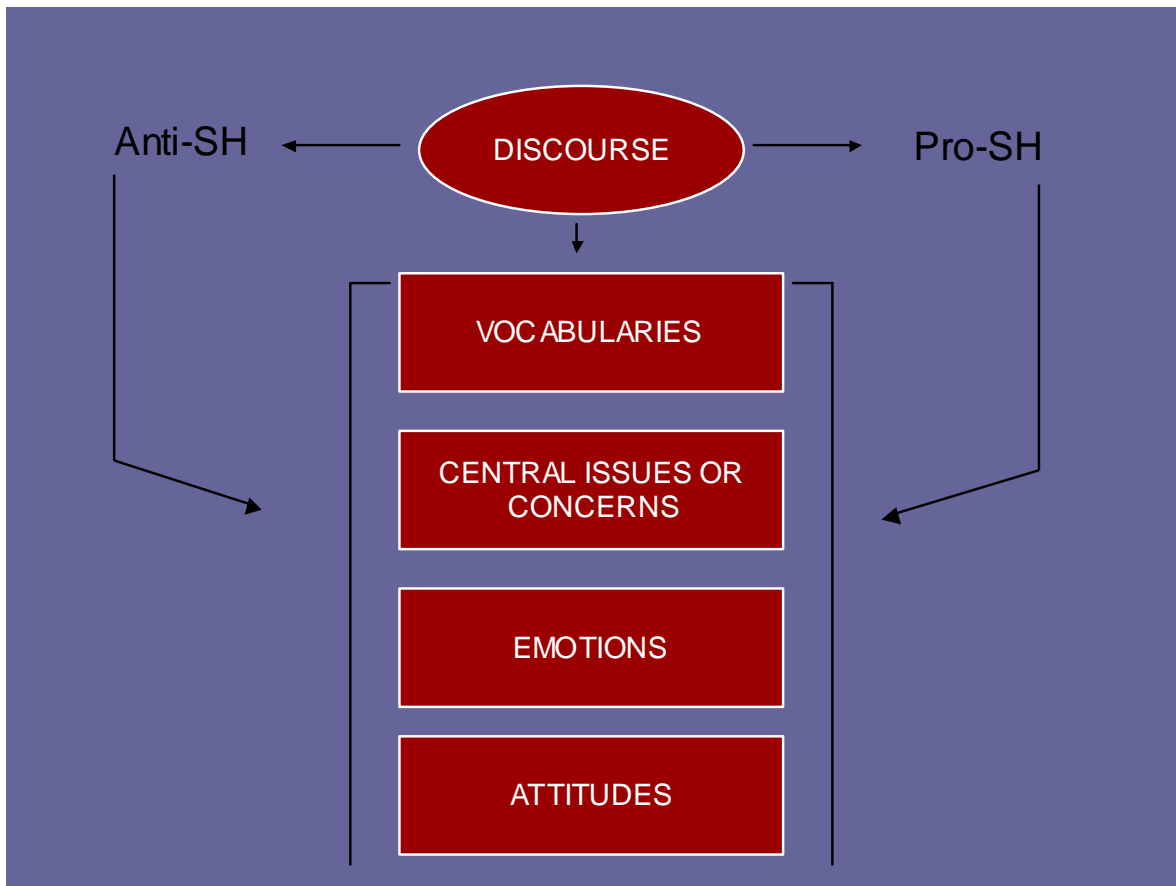 Anti-SH
DISCOURSE
Pro-SH
VOCABULARIES
CENTRAL ISSUES OR
CONCERNS
EMOTIONS
ATTITUDES